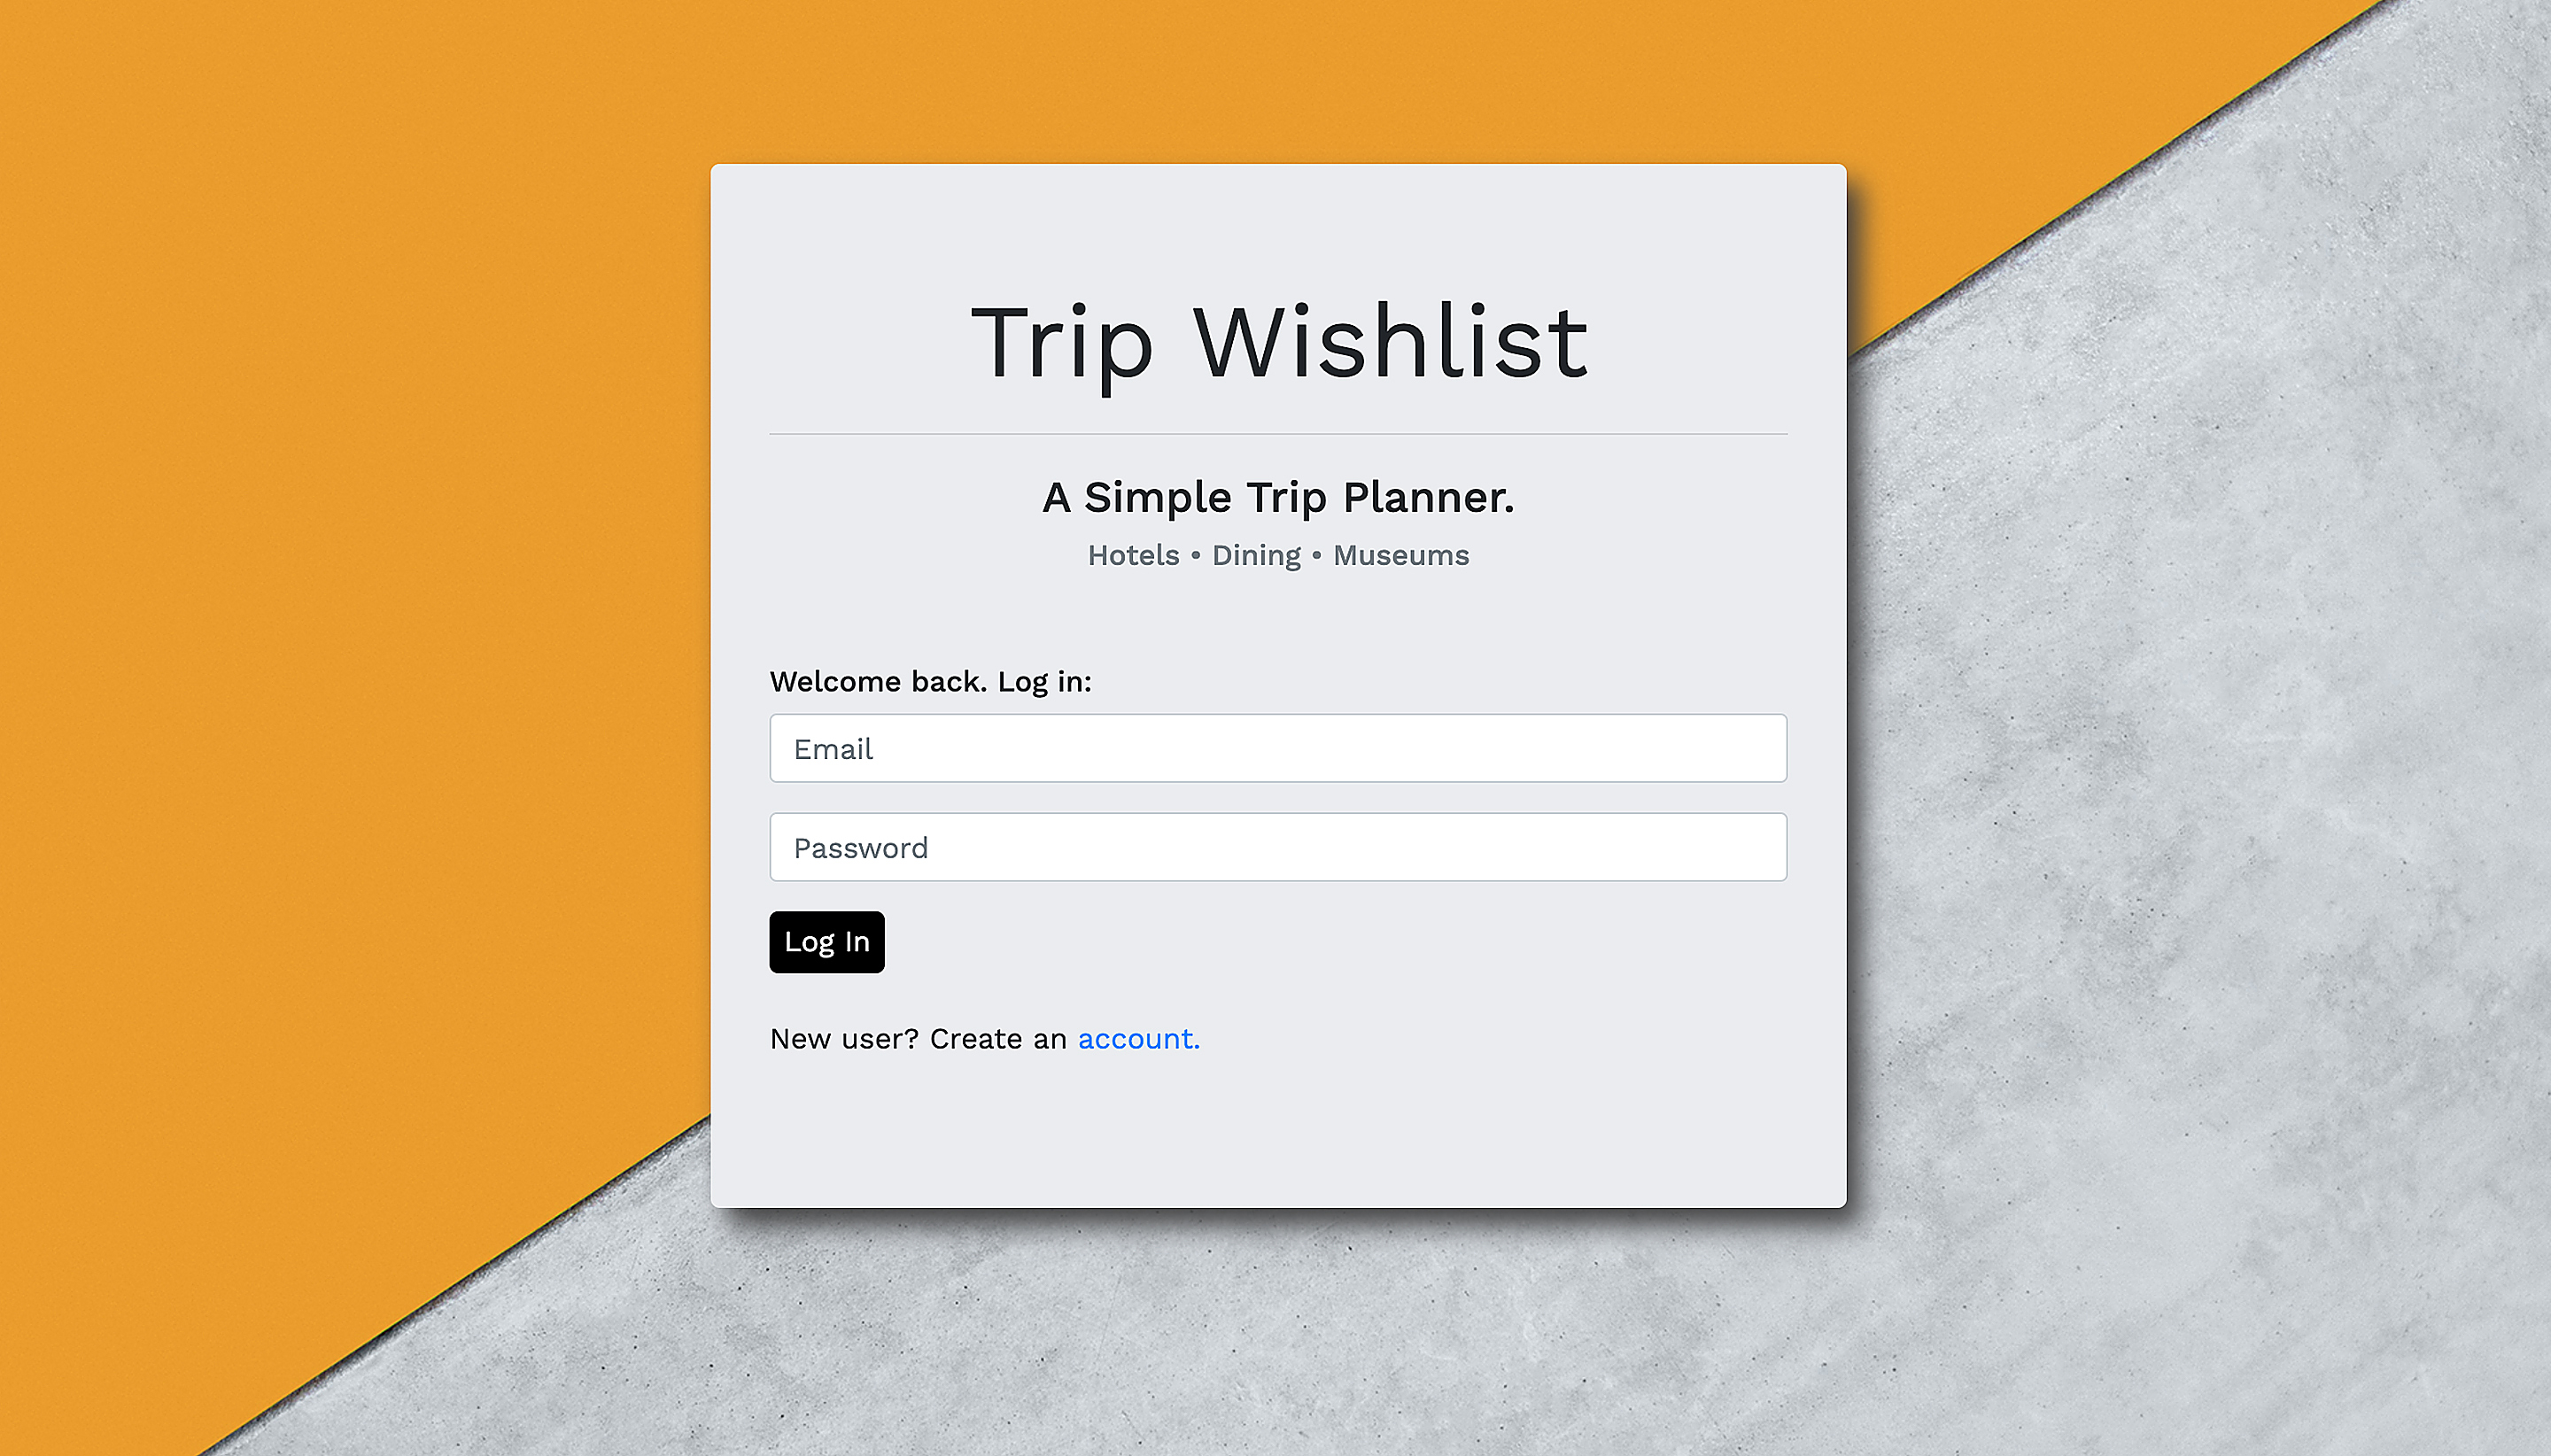 Trip Wishlist
A Simple Trip Planner.
Hotels • Dining • Museums
Welcome back. Log in:
Email
Password
Log In
New user? Create an account.